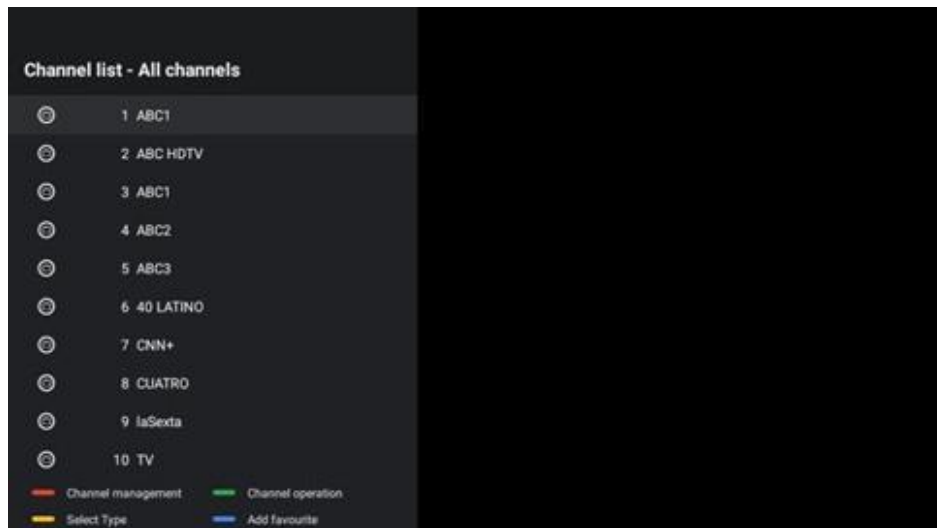 Channel list - All channels
1 ABC1
2 ABC HDTV
3 ABC1
4 ABC2
5 ABC3
6 40 LATINO
7 CNN+
8 CUATRO
9 laSexta
10 TV
Channel management Channel operation
Select Type Add favourite